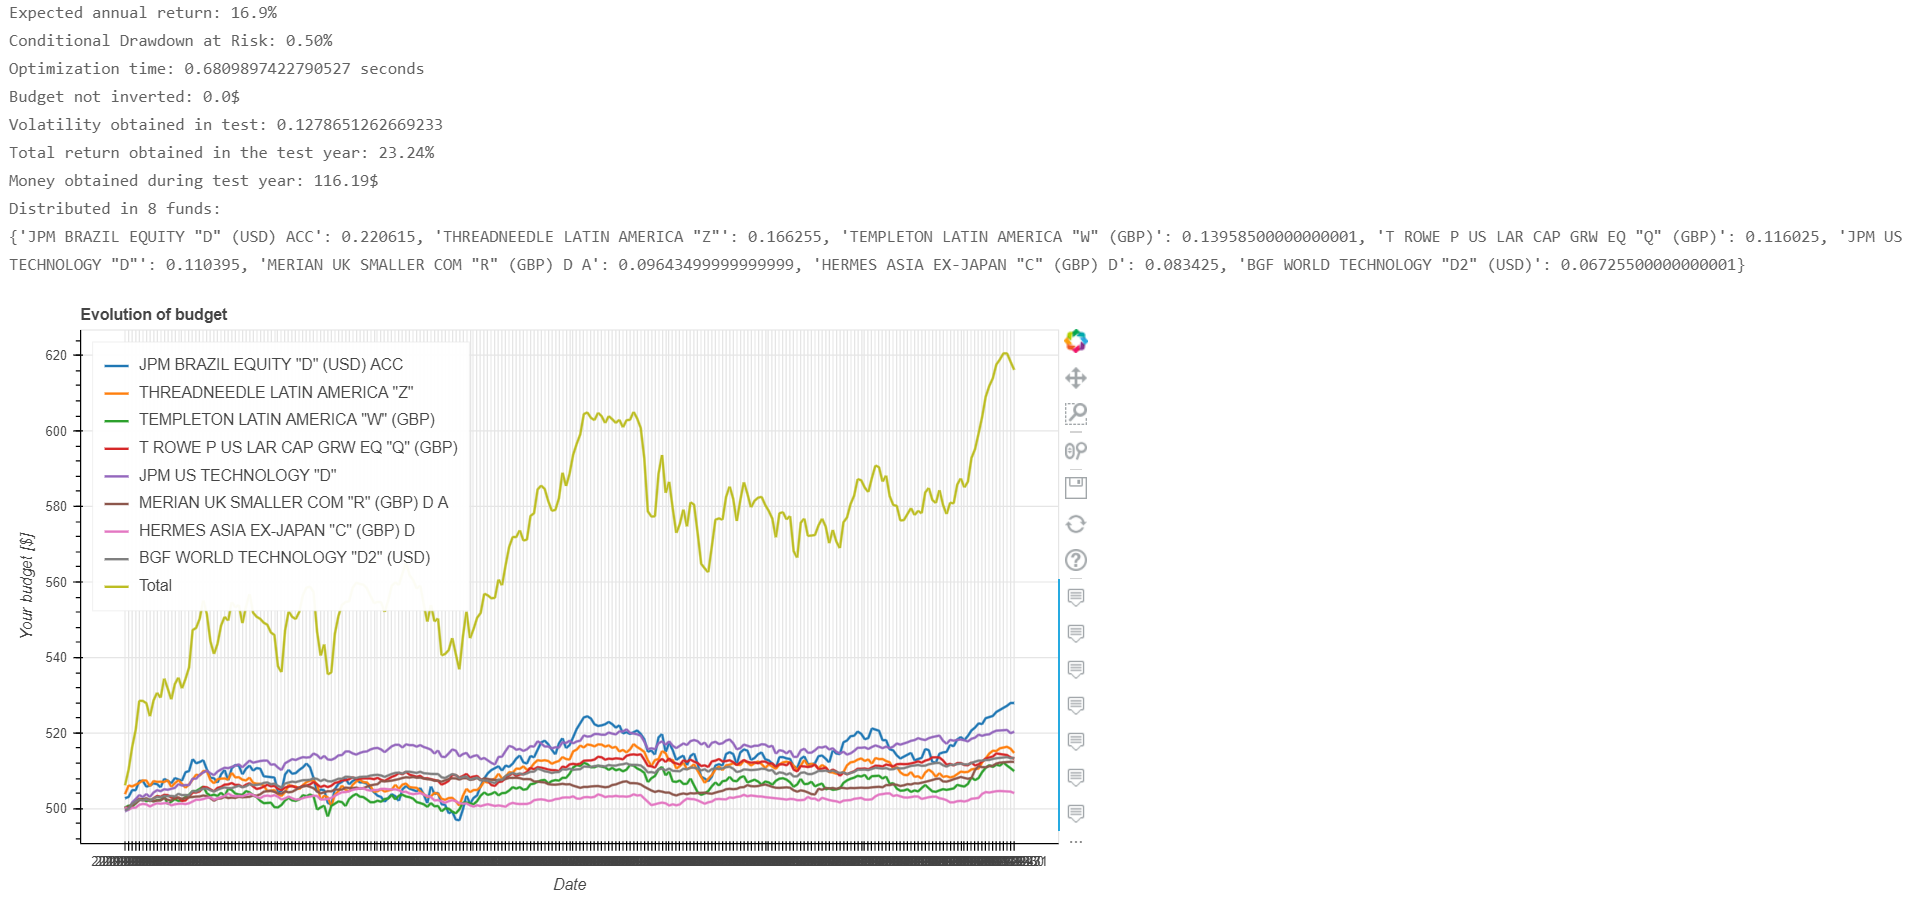 Expected annual return: 16.9%
Conditional Drawdown at Risk: 0.50%
Optimization time: 0.6809897422790527 seconds
Budget not inverted: 0.0$
Volatility obtained in test: 0.1278651262669233
Total return obtained in the test year: 23.24%
Money obtained during test year: 116.19$
Distributed in 8 funds:
{'JPM BRAZIL EQUITY "D" (USD) ACC': 0.220615, 'THREADNEEDLE LATIN AMERICA "Z"': 0.166255, 'TEMPLETON LATIN AMERICA "W" (GBP)': 0.13958500000000001, 'T ROWE P US LAR CAP GRW EQ "Q" (GBP)': 0.116025, 'JPM US
TECHNOLOGY "D"': 0.110395, 'MERIAN UK SMALLER COM "R" (GBP) D A': 0.09643499999999999, 'HERMES ASIA EX-JAPAN "C" (GBP) D': 0.083425, 'BGF WORLD TECHNOLOGY "D2" (USD)': 0.06725500000000001}
Evolution of budget
JPM BRAZIL EQUITY "D" (USD) ACC
THREADNEEDLE LATIN AMERICA "Z"
TEMPLETON LATIN AMERICA "W" (GBP)
T ROWE P US LAR CAP GRW EQ "Q" (GBP)
JPM US TECHNOLOGY "D"
MERIAN UK SMALLER COM "R" (GBP) D A
HERMES ASIA EX-JAPAN "C" (GBP) D
BGF WORLD TECHNOLOGY "D2" (USD)
Total
620
600
580
560
540
520
500
Your budget [$]
Date